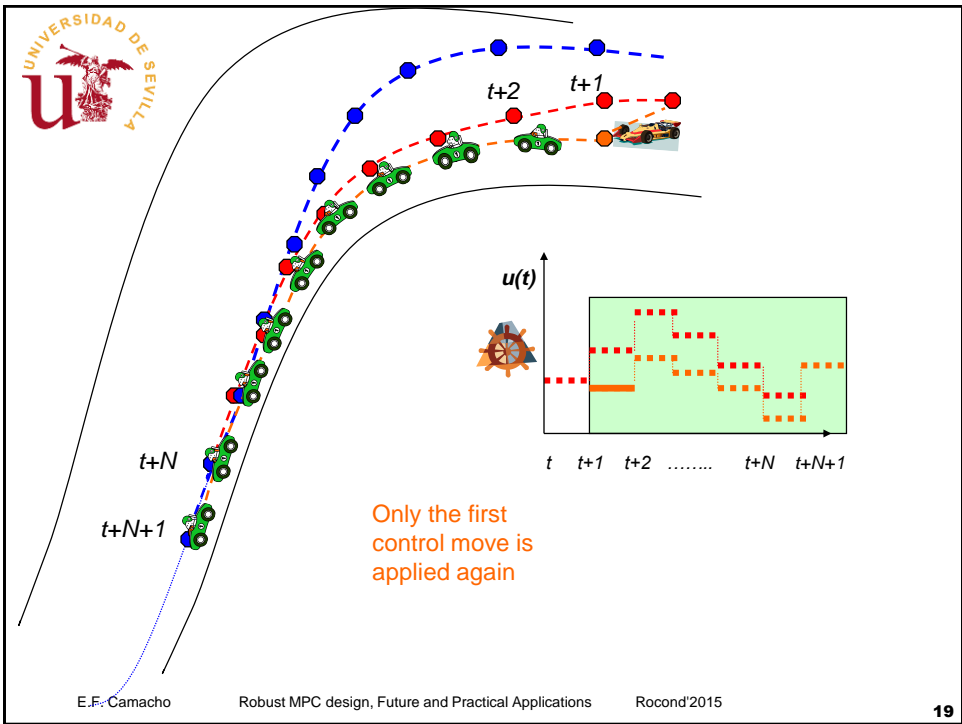 UNIVERSIDAD DE SEVILLA
u
t+2
t+1
t+N
t+N+1
u(t)
t t+1 t+2 …….. t+N t+N+1
Only the first
control move is
applied again
E.F. Camacho Robust MPC design, Future and Practical Applications Rocond'2015
19